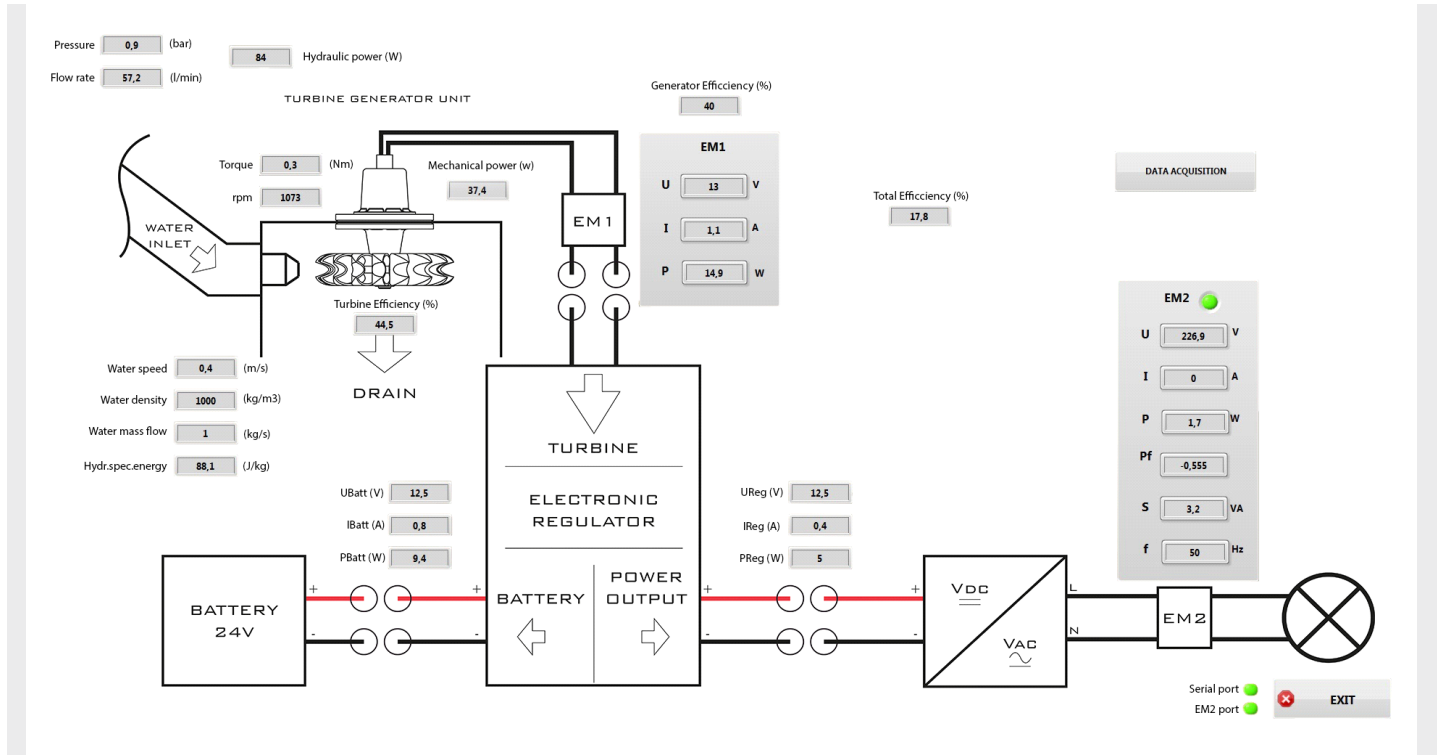 Pressure 0,9 (bar)
84 Hydraulic power (W)
Flow rate 57,2 (l/min)
TURBINE GENERATOR UNIT
Generator Efficciency (%)
40
EM1
U 13 V
I 1,1 A
P 14,9 W
Torque 0,3 (Nm)
rpm 1073
Mechanical power (w)
37,4
EM1
WATER
INLET
Turbine Efficiency (%)
44,5
DRAIN
Total Efficciency (%)
17,8
DATA ACQUISITION
Water speed 0,4 (m/s)
Water density 1000 (kg/m3)
Water mass flow 1 (kg/s)
Hydr.spec.energy 88,1 (J/kg)
EM2
U 226,9 V
I 0 A
P 1,7 W
Pf -0,555
S 3,2 VA
f 50 Hz
TURBINE
ELECTRONIC
REGULATOR
UBatt (V) 12,5
IBatt (A) 0,8
PBatt (W) 9,4
UReg (V) 12,5
IReg (A) 0,4
PReg (W) 5
BATTERY
24V
+ +
- -
BATTERY
POWER
OUTPUT
+ +
- -
VDC
VAC
L
N
EM2
Serial port
EM2 port
EXIT